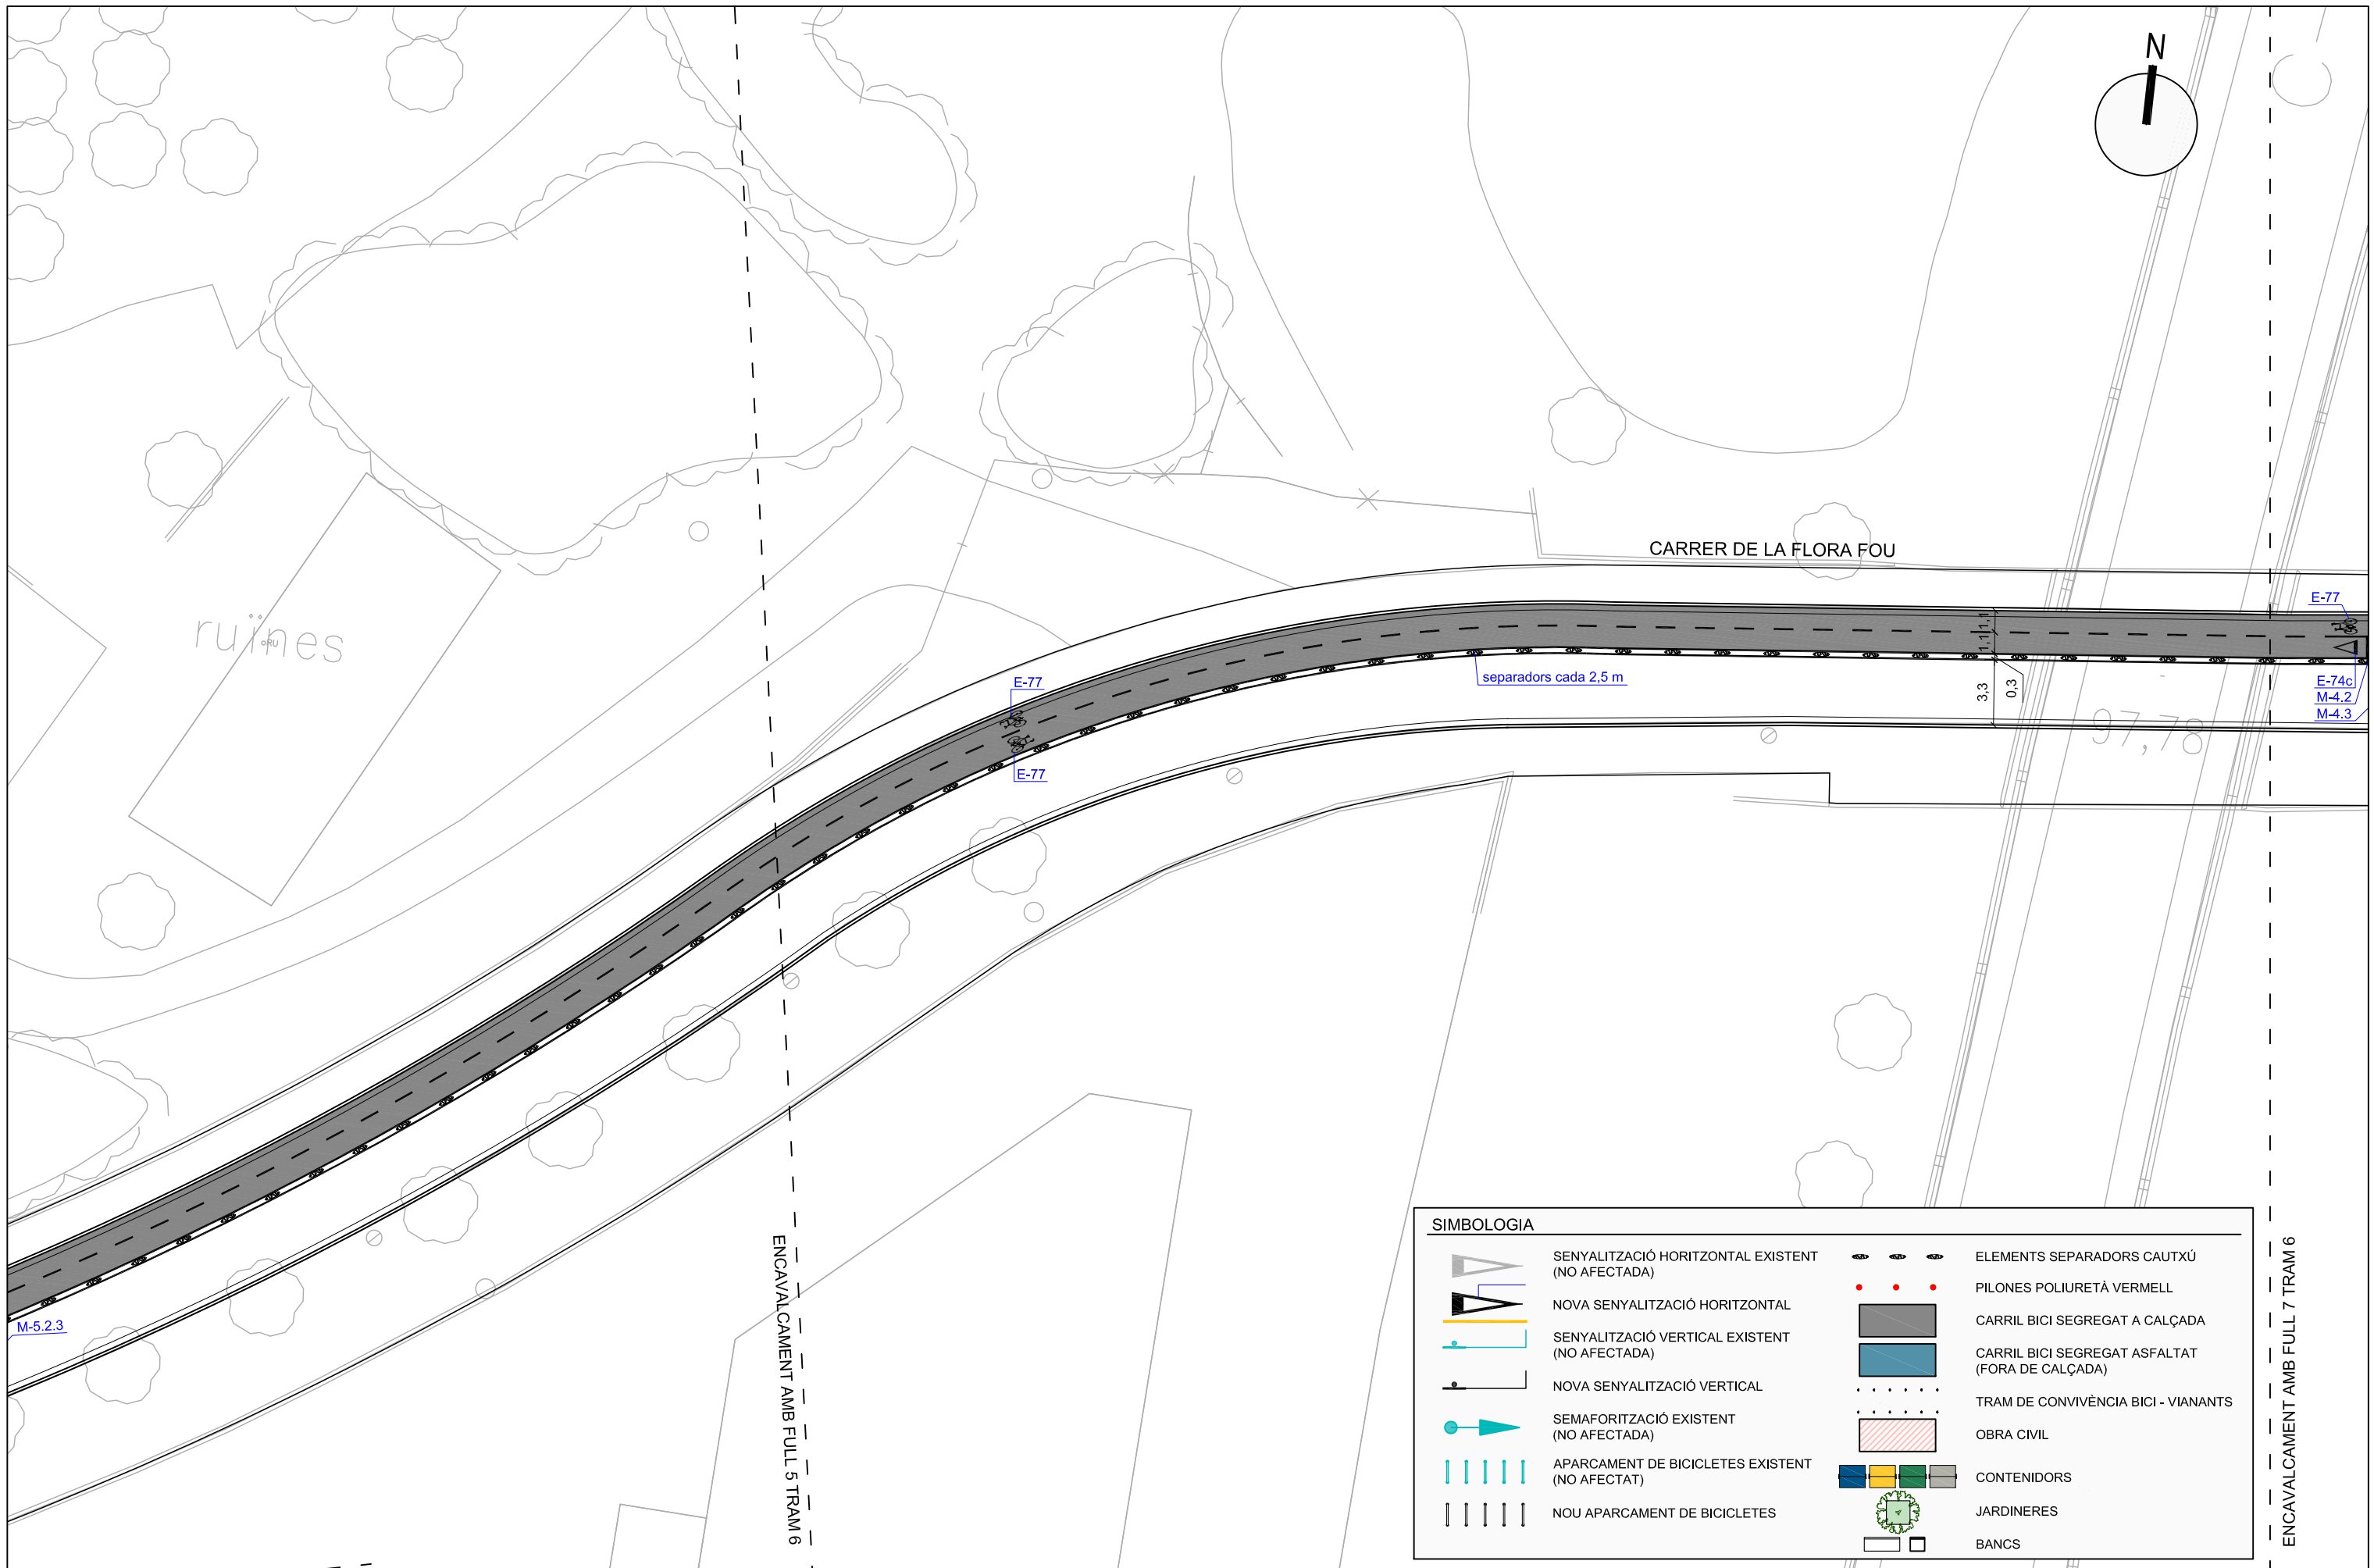 N
CARRER DE LA FLORA FOU
ruïnes
RU
E-77
E-77
E-77
1,1
1,1
3,3
0,3
separadors cada 2,5 m
E-74c
M-4.2
M-4.3
97,78
M-5.2.3
ENCAVALCAMENT AMB FULL 5 TRAM 6
ENCAVALCAMENT AMB FULL 7 TRAM 6
SIMBOLOGIA
SENYALITZACIÓ HORITZONTAL EXISTENT
(NO AFECTADA)
NOVA SENYALITZACIÓ HORITZONTAL
SENYALITZACIÓ VERTICAL EXISTENT
(NO AFECTADA)
NOVA SENYALITZACIÓ VERTICAL
SEMAFORITZACIÓ EXISTENT
(NO AFECTADA)
APARCAMENT DE BICICLETES EXISTENT
(NO AFECTAT)
NOU APARCAMENT DE BICICLETES
ELEMENTS SEPARADORS CAUTXÚ
PILONES POLIURETÀ VERMELL
CARRIL BICI SEGREGAT A CALÇADA
CARRIL BICI SEGREGAT ASFALTAT
(FORA DE CALÇADA)
TRAM DE CONVIVÈNCIA BICI - VIANANTS
OBRA CIVIL
CONTENIDORS
JARDINERES
BANCS